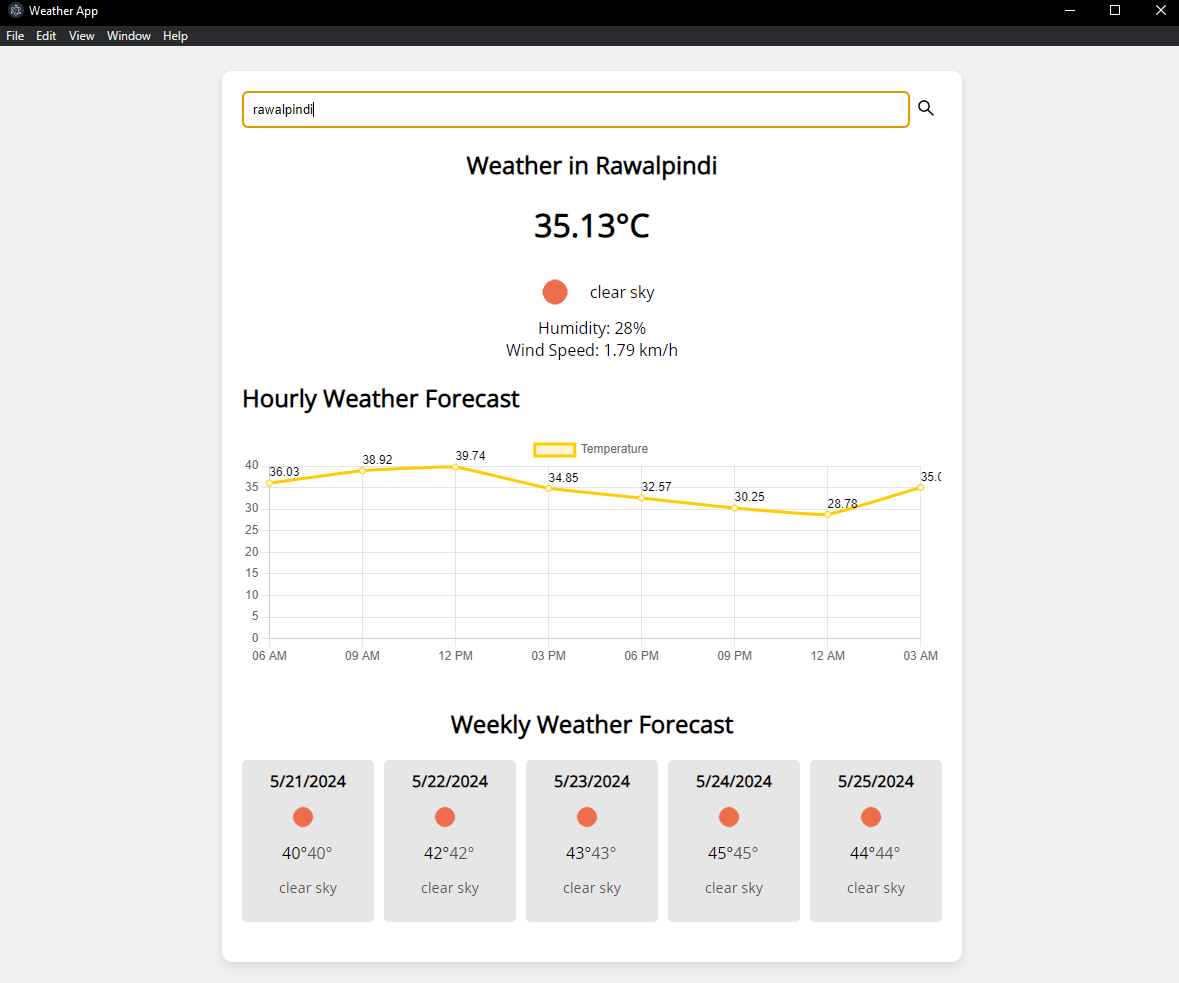 Weather App
File Edit View Window Help
rawalpindi
Weather in Rawalpindi
35.13°C
clear sky
Humidity: 28%
Wind Speed: 1.79 km/h
Hourly Weather Forecast
Temperature
40
35
30
25
20
15
10
5
0
36.03 38.92 39.74 34.85 32.57 30.25 28.78 35.0
06 AM 09 AM 12 PM 03 PM 06 PM 09 PM 12 AM 03 AM
Weekly Weather Forecast
5/21/2024 5/22/2024 5/23/2024 5/24/2024 5/25/2024
40°40° 42°42° 43°43° 45°45° 44°44°
clear sky clear sky clear sky clear sky clear sky